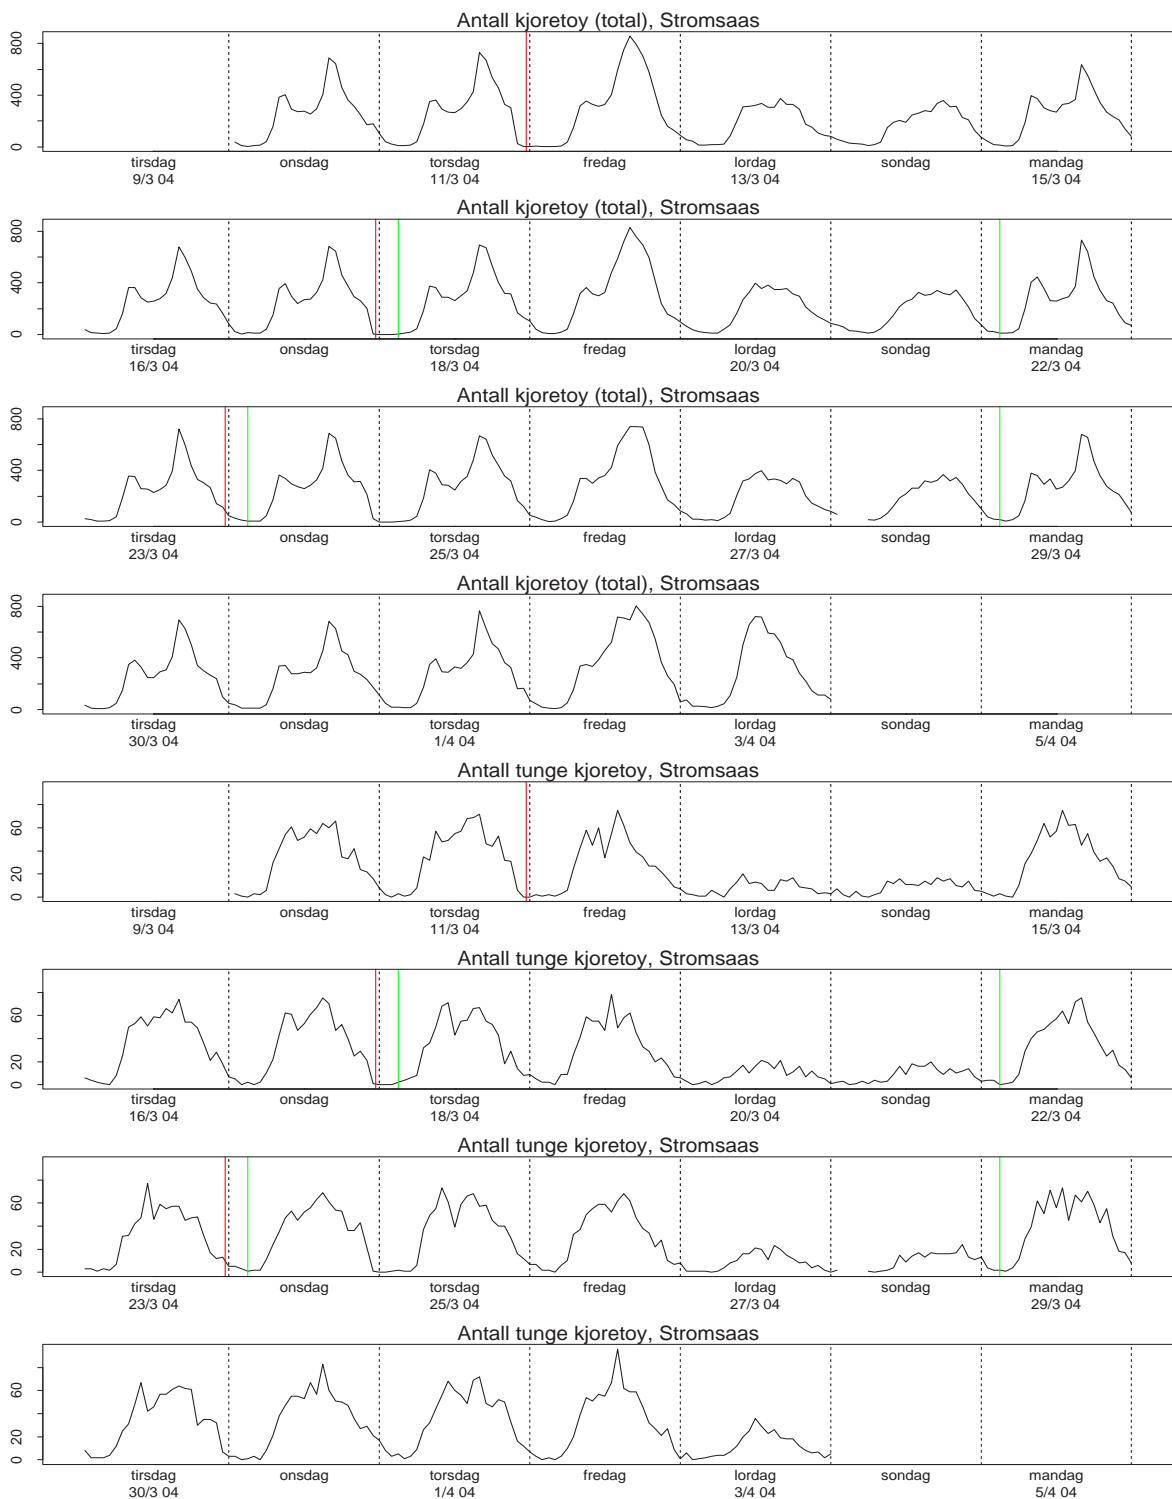 Antall kjoretoy (total), Stromsaas
800
400
0
tirsdag onsdag torsdag fredag lordag sondag mandag
9/3 04 11/3 04 13/3 04 15/3 04
Antall kjoretoy (total), Stromsaas
800
400
0
tirsdag onsdag torsdag fredag lordag sondag mandag
16/3 04 18/3 04 20/3 04 22/3 04
Antall kjoretoy (total), Stromsaas
800
400
0
tirsdag onsdag torsdag fredag lordag sondag mandag
23/3 04 25/3 04 27/3 04 29/3 04
Antall kjoretoy (total), Stromsaas
800
400
0
tirsdag onsdag torsdag fredag lordag sondag mandag
30/3 04 1/4 04 3/4 04 5/4 04
Antall tunge kjoretoy, Stromsaas
60
20
0
tirsdag onsdag torsdag fredag lordag sondag mandag
9/3 04 11/3 04 13/3 04 15/3 04
Antall tunge kjoretoy, Stromsaas
60
20
0
tirsdag onsdag torsdag fredag lordag sondag mandag
16/3 04 18/3 04 20/3 04 22/3 04
Antall tunge kjoretoy, Stromsaas
60
20
0
tirsdag onsdag torsdag fredag lordag sondag mandag
23/3 04 25/3 04 27/3 04 29/3 04
Antall tunge kjoretoy, Stromsaas
60
20
0
tirsdag onsdag torsdag fredag lordag sondag mandag
30/3 04 1/4 04 3/4 04 5/4 04